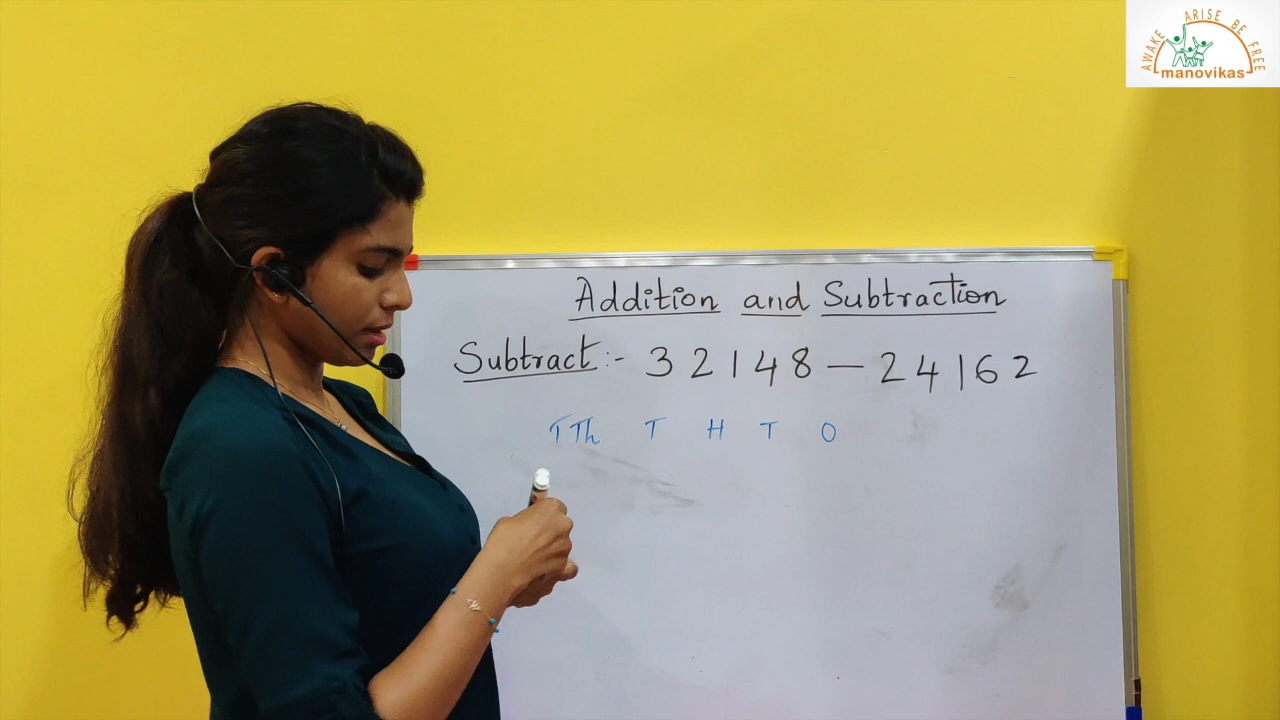 AWAKE ARISE BE FREE
manovikas
Addition and Subtraction
Subtract:- 32148 — 24162
TTh T H T O